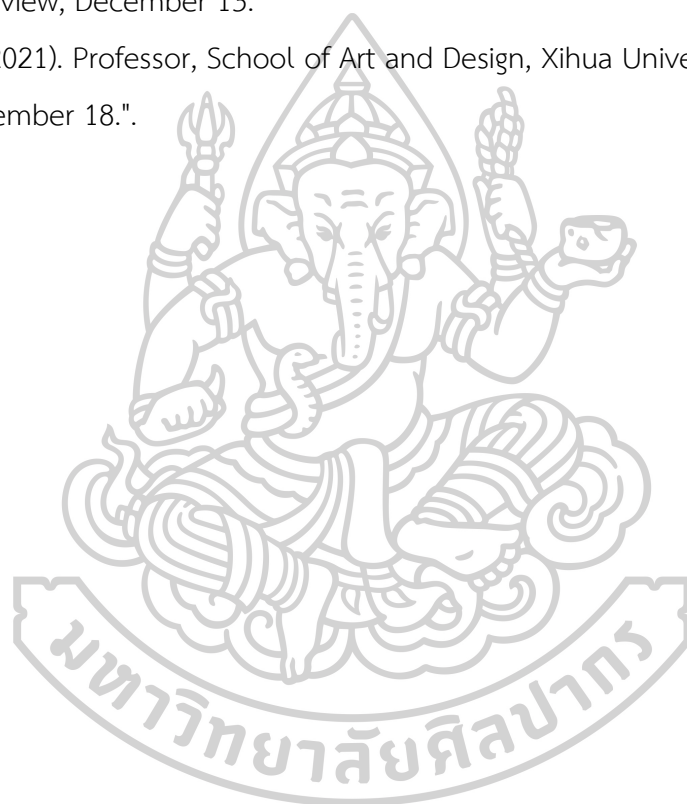 view, December 15.
2021). Professor, School of Art and Design, Xihua Unive
ember 18.".
มหาวิทยาลัยศิลปากร